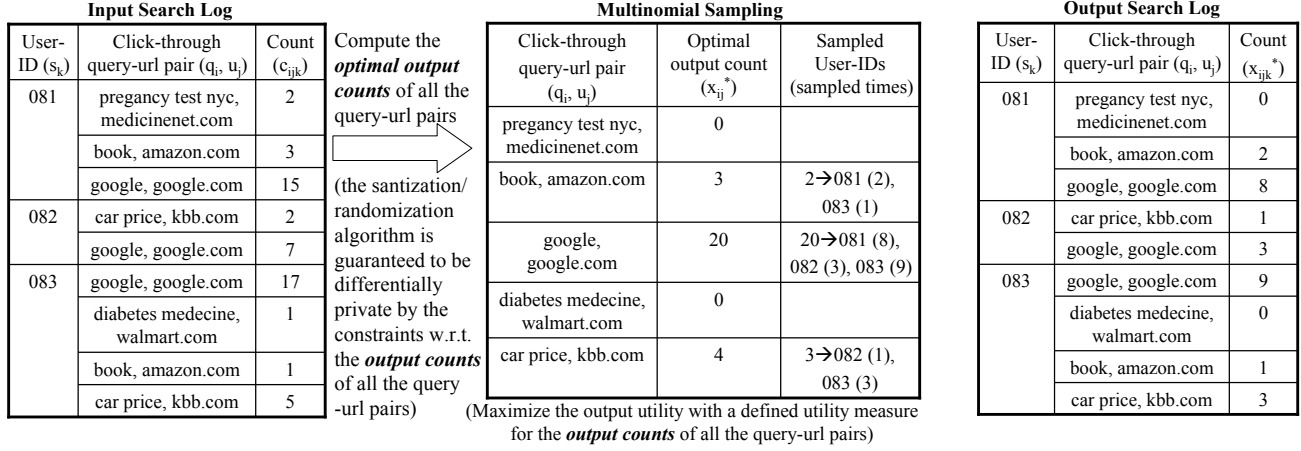 Input Search Log
User-ID (sk) Click-through query-url pair (qi, uj) Count (cijk)
081 pregancy test nyc, medicinenet.com 2
book, amazon.com 3
google, google.com 15
082 car price, kbb.com 2
google, google.com 7
083 google, google.com 17
diabetes medecine, walmart.com 1
book, amazon.com 1
car price, kbb.com 5
Compute the
optimal output
counts of all the
query-url pairs
(the santization/
randomization
algorithm is
guaranteed to be
differentially
private by the
constraints w.r.t.
the output counts
of all the query
-url pairs)
Multinomial Sampling
Click-through query-url pair (qi, uj) Optimal output count (xij*) Sampled User-IDs (sampled times)
pregancy test nyc, medicinenet.com 0
book, amazon.com 3 2→081 (2), 083 (1)
google, google.com 20 20→081 (8), 082 (3), 083 (9)
diabetes medecine, walmart.com 0
car price, kbb.com 4 3→082 (1), 083 (3)
(Maximize the output utility with a defined utility measure
for the output counts of all the query-url pairs)
Output Search Log
User-ID (sk) Click-through query-url pair (qi, uj) Count (xijk*)
081 pregancy test nyc, medicinenet.com 0
book, amazon.com 2
google, google.com 8
082 car price, kbb.com 1
google, google.com 3
083 google, google.com 9
diabetes medecine, walmart.com 0
book, amazon.com 1
car price, kbb.com 3